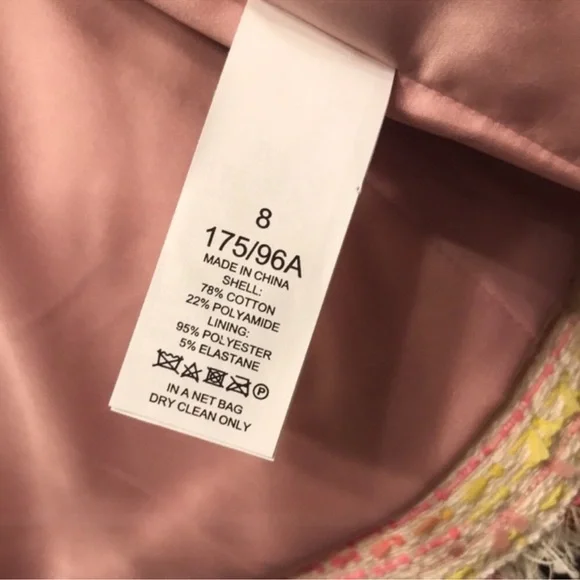 8
175/96A
MADE IN CHINA
SHELL:
78% COTTON
22% POLYAMIDE
LINING:
95% POLYESTER
5% ELASTANE
P
IN A NET BAG
DRY CLEAN ONLY